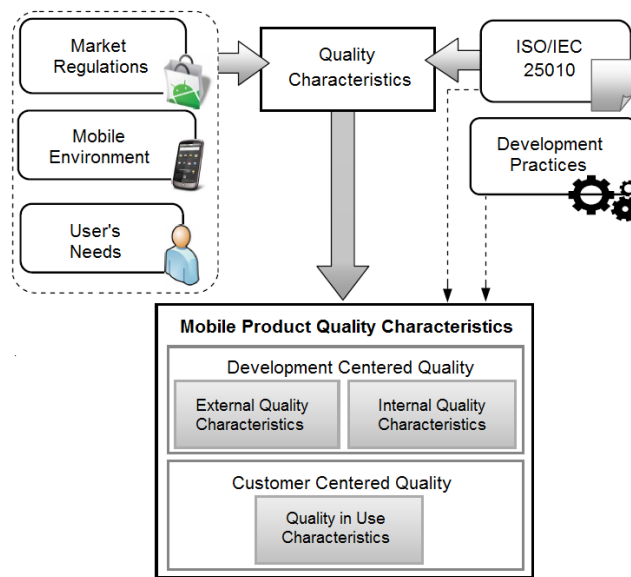 Market
Regulations
Mobile
Environment
User's
Needs
Quality
Characteristics
ISO/IEC
25010
Development
Practices
Mobile Product Quality Characteristics
Development Centered Quality
External Quality
Characteristics
Internal Quality
Characteristics
Customer Centered Quality
Quality in Use
Characteristics